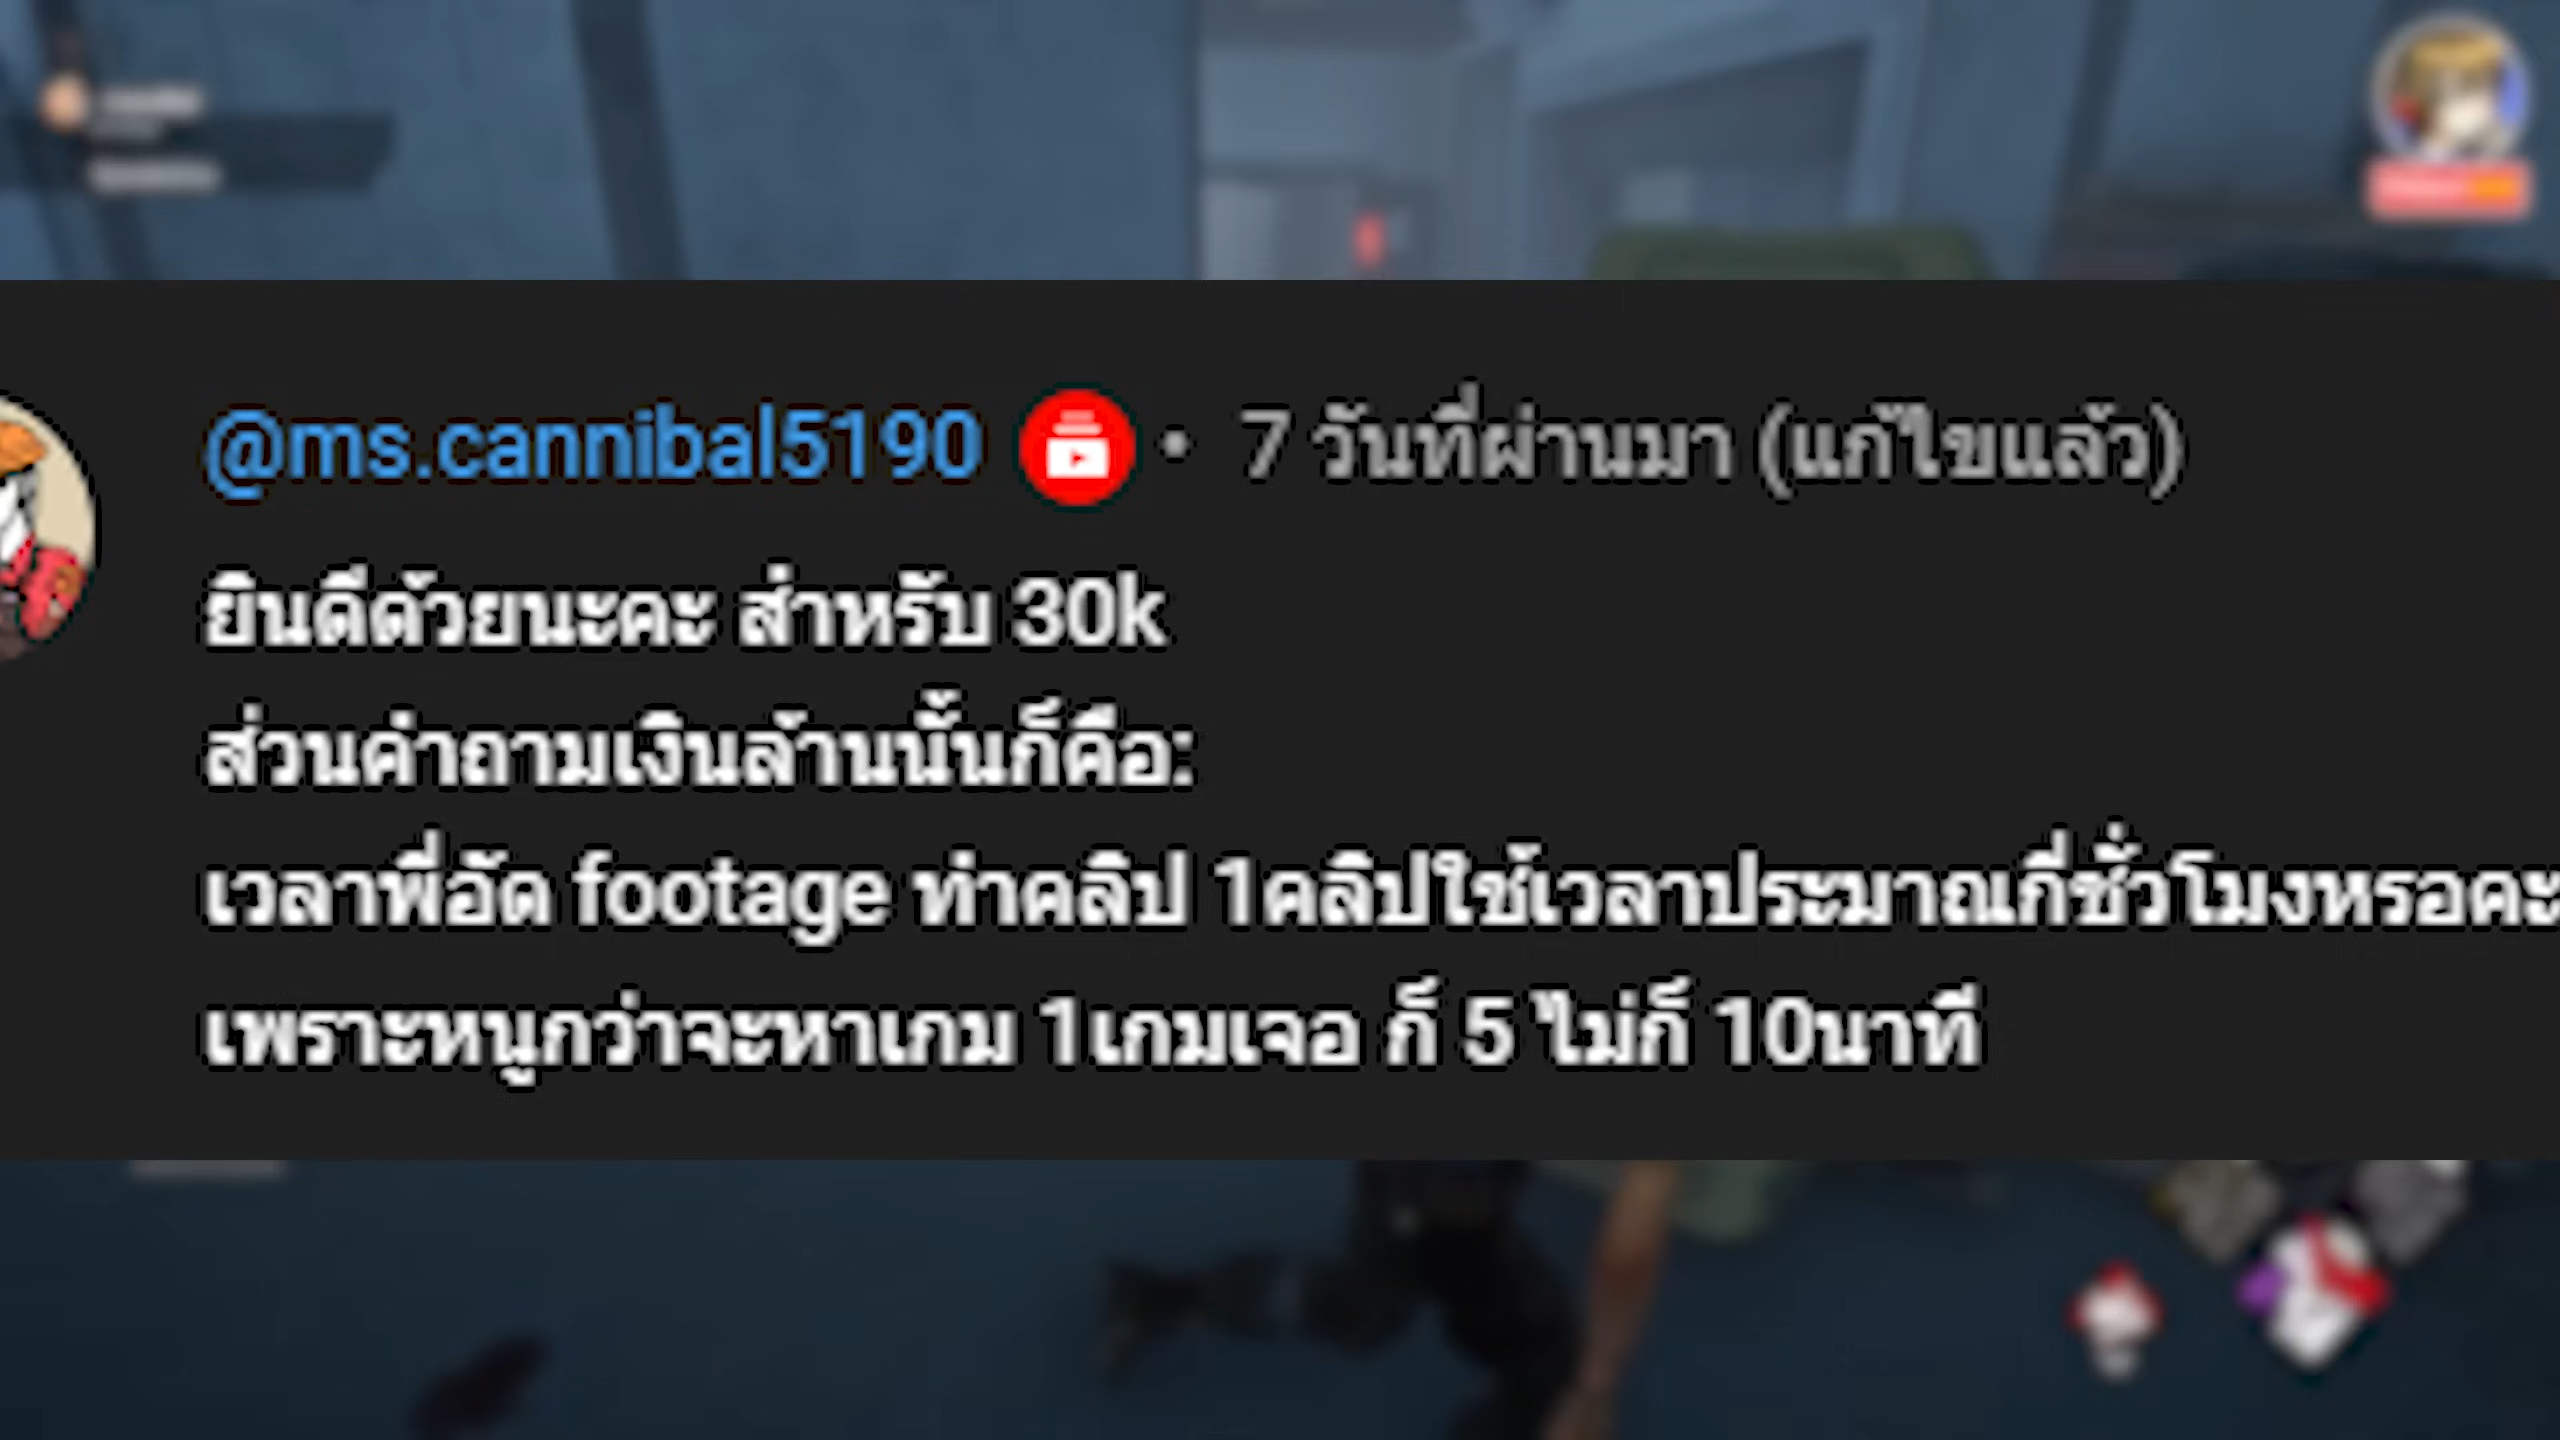 @ms.cannibal5190 • 7 วันที่ผ่านมา (แก้ไขแล้ว)
ยินดีด้วยนะคะ สำหรับ 30k
ส่วนคำถามเงินล้านนั้นก็คือ:
เวลาพี่อัด footage ทำคลิป 1คลิปใช้เวลาประมาณกี่ชั่วโมงหรอคะ
เพราะหนูกว่าจะหาเกม 1เกมเจอ ก็ 5 ไม่ก็ 10นาที